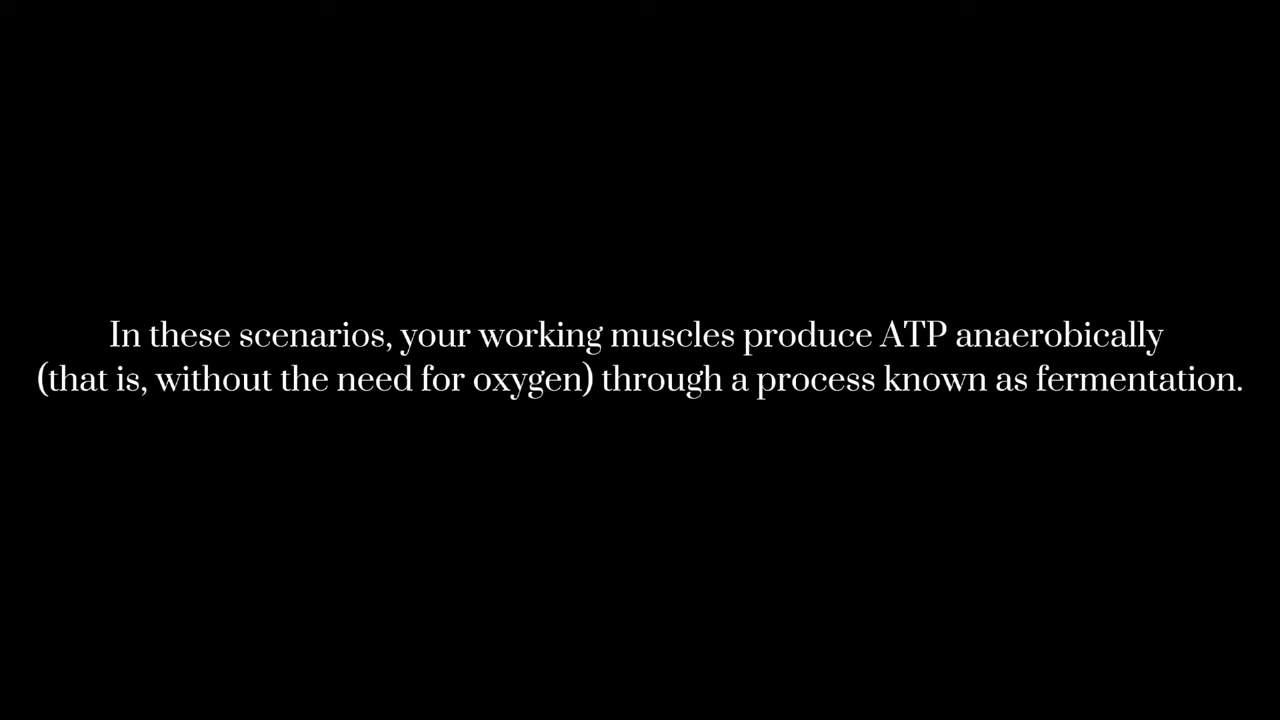 In these scenarios, your working muscles produce ATP anaerobically
(that is, without the need for oxygen) through a process known as fermentation.